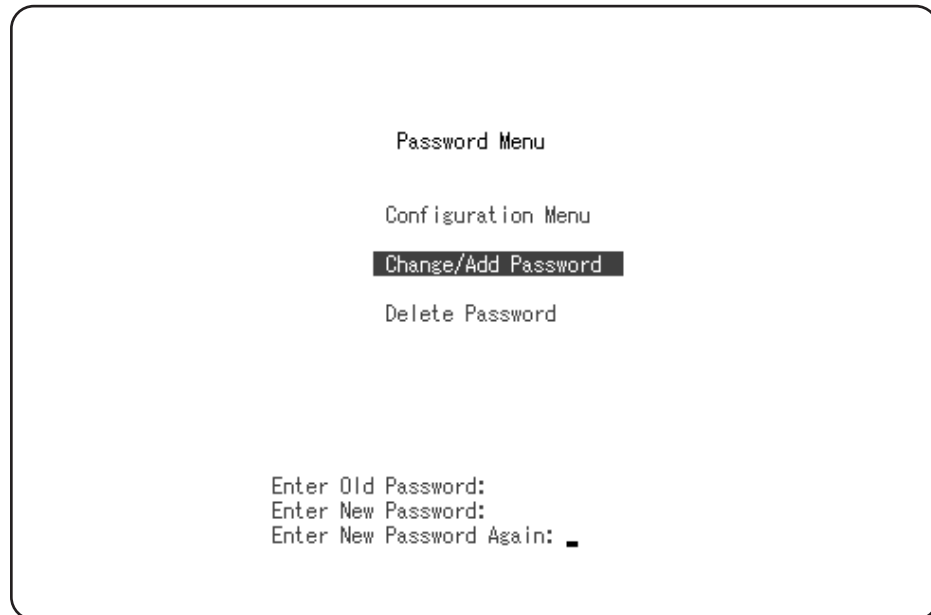 Password Menu
Configuration Menu
Change/Add Password
Delete Password
Enter Old Password:
Enter New Password:
Enter New Password Again: _